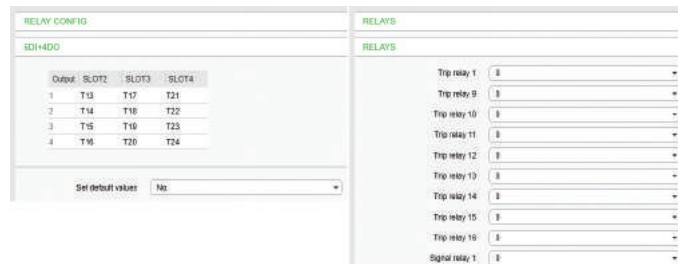 RELAY CONFIG
5DI+4DO
Output SLOT2 SLOT3 SLOT4
1 T13 T17 T21
2 T14 T18 T22
3 T15 T19 T23
4 T16 T20 T24
Set default values No
RELAYS
RELAYS
Trip relay 1 0
Trip relay 9 0
Trip relay 10 0
Trip relay 11 0
Trip relay 12 0
Trip relay 13 0
Trip relay 14 0
Trip relay 15 0
Trip relay 16 0
Signal relay 1 0